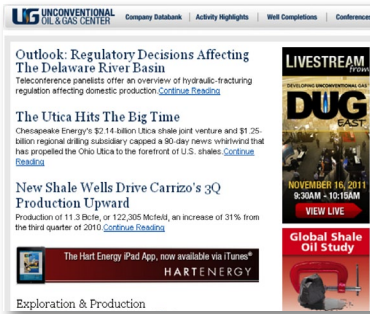 UG UNCONVENTIONAL
OIL & GAS CENTER
Company Databank | Activity Highlights | Well Completions | Conferences
Outlook: Regulatory Decisions Affecting
The Delaware River Basin
Teleconference panelists offer an overview of hydraulic-fracturing
regulation affecting domestic production.Continue Reading
The Utica Hits The Big Time
Chesapeake Energy's $2.14-billion Utica shale joint venture and $1.25-
billion regional drilling subsidiary capped a 90-day news whirlwind that
has propelled the Ohio Utica to the forefront of U.S. shales.Continue
Reading
New Shale Wells Drive Carrizo's 3Q
Production Upward
Production of 11.3 Bcfe, or 122,305 Mcfe/d, an increase of 31% from
the third quarter of 2010.Continue Reading
The Hart Energy iPad App, now available via iTunes®
HARTENERGY
Exploration & Production
LIVESTREAM
from
DEVELOPING UNCONVENTIONAL GAS
DUG
EAST
NOVEMBER 16, 2011
9:30AM - 10:15AM
VIEW LIVE
Global Shale
Oil Study